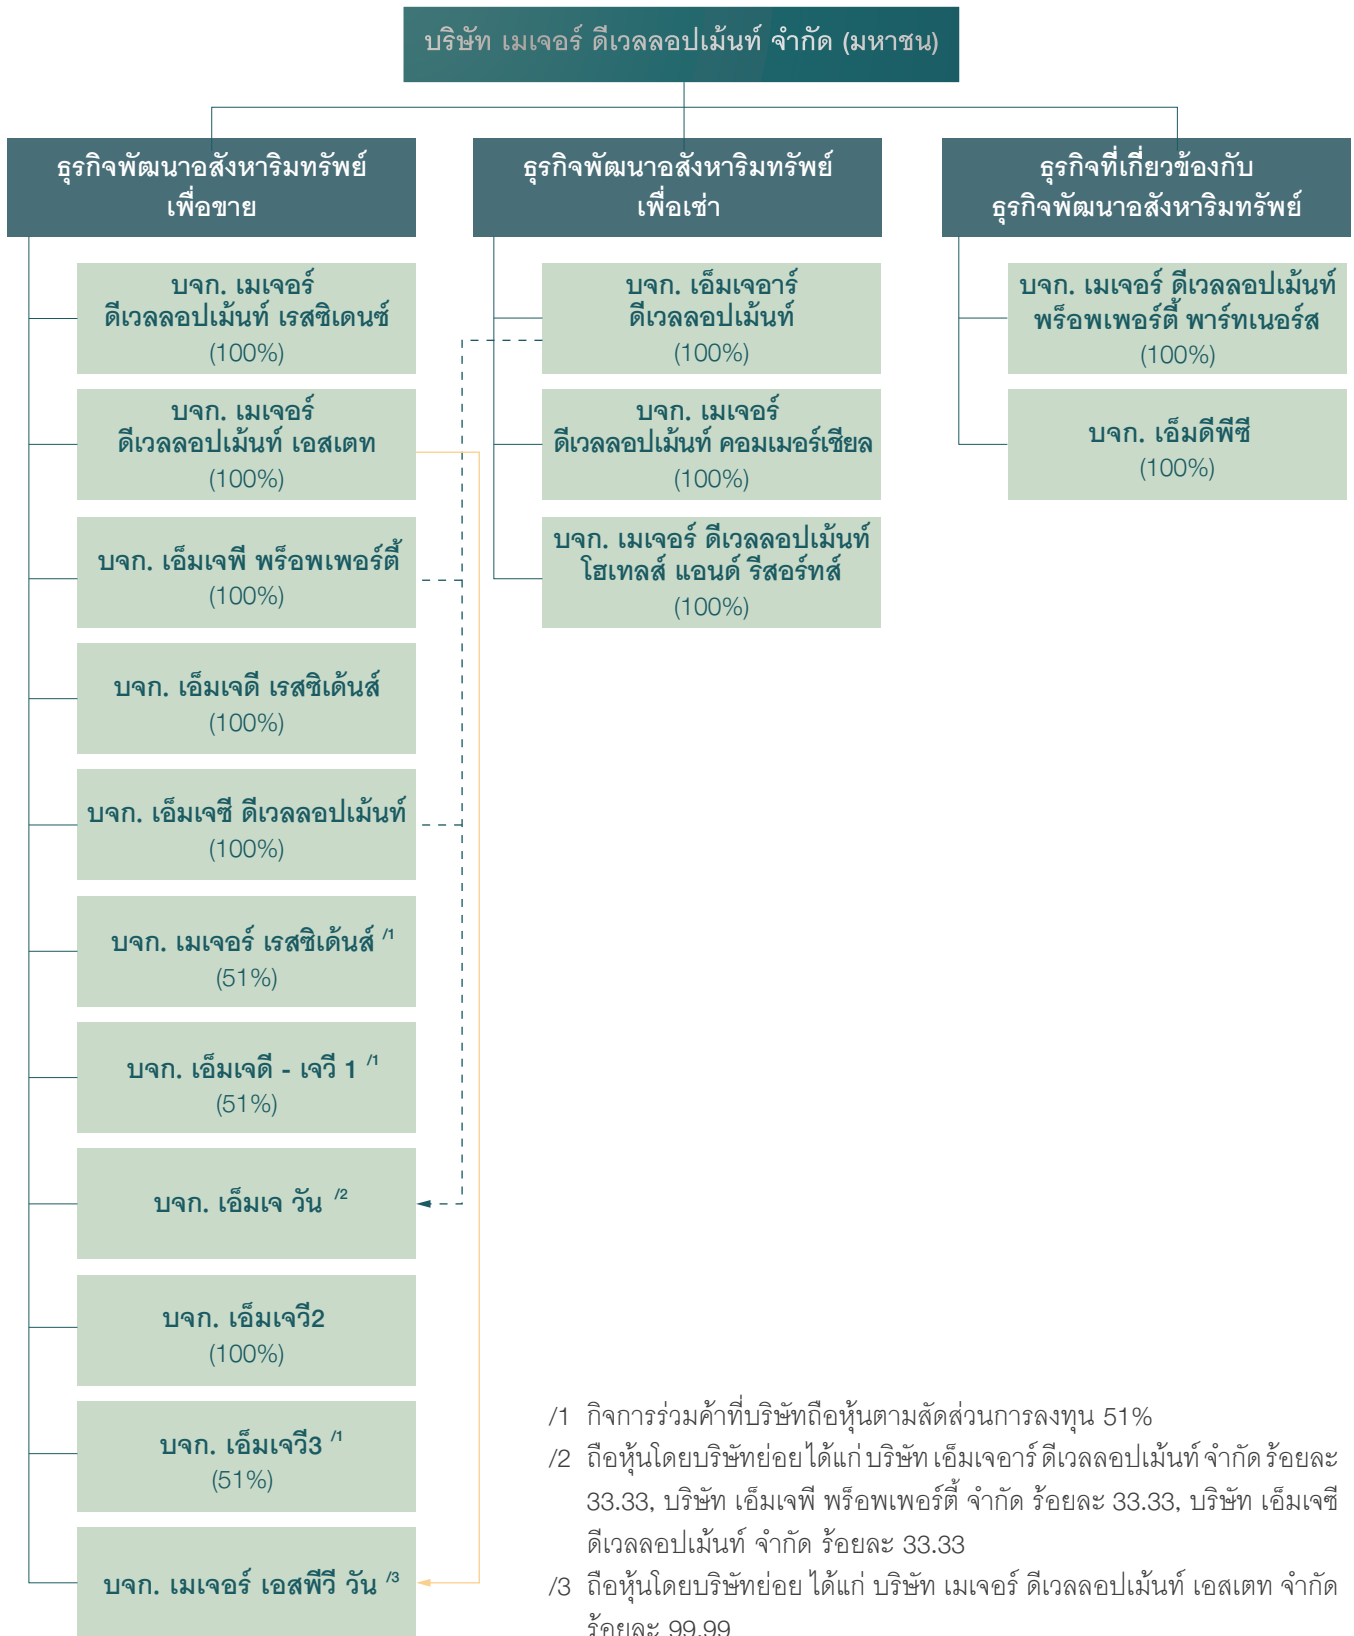 บริษัท เมเจอร์ ดีเวลลอปเม้นท์ จำกัด (มหาชน)
ธุรกิจพัฒนาอสังหาริมทรัพย์
เพื่อขาย
บจก. เมเจอร์
ดีเวลลอปเม้นท์ เรสซิเดนซ์
(100%)
บจก. เมเจอร์
ดีเวลลอปเม้นท์ เอสเตท
(100%)
บจก. เอ็มเจพี พร็อพเพอร์ตี้
(100%)
บจก. เอ็มเจดี เรสซิเด้นส์
(100%)
บจก. เอ็มเจซี ดีเวลลอปเม้นท์
(100%)
บจก. เมเจอร์ เรสซิเด้นส์ /1
(51%)
บจก. เอ็มเจดี - เจวี 1 /1
(51%)
บจก. เอ็มเจ วัน /2
บจก. เอ็มเจวี2
(100%)
บจก. เอ็มเจวี3 /1
(51%)
บจก. เมเจอร์ เอสพีวี วัน /3
ธุรกิจพัฒนาอสังหาริมทรัพย์
เพื่อเช่า
บจก. เอ็มเจอาร์
ดีเวลลอปเม้นท์
(100%)
บจก. เมเจอร์
ดีเวลลอปเม้นท์ คอมเมอร์เชียล
(100%)
บจก. เมเจอร์ ดีเวลลอปเม้นท์
โฮเทลส์ แอนด์ รีสอร์ทส์
(100%)
ธุรกิจที่เกี่ยวข้องกับ
ธุรกิจพัฒนาอสังหาริมทรัพย์
บจก. เมเจอร์ ดีเวลลอปเม้นท์
พร็อพเพอร์ตี้ พาร์ทเนอร์ส
(100%)
บจก. เอ็มดีพีซี
(100%)
/1 กิจการร่วมค้าที่บริษัทถือหุ้นตามสัดส่วนการลงทุน 51%
/2 ถือหุ้นโดยบริษัทย่อย ได้แก่ บริษัท เอ็มเจอาร์ ดีเวลลอปเม้นท์ จำกัด ร้อยละ
33.33, บริษัท เอ็มเจพี พร็อพเพอร์ตี้ จำกัด ร้อยละ 33.33, บริษัท เอ็มเจซี
ดีเวลลอปเม้นท์ จำกัด ร้อยละ 33.33
/3 ถือหุ้นโดยบริษัทย่อย ได้แก่ บริษัท เมเจอร์ ดีเวลลอปเม้นท์ เอสเตท จำกัด
ร้อยละ 99.99